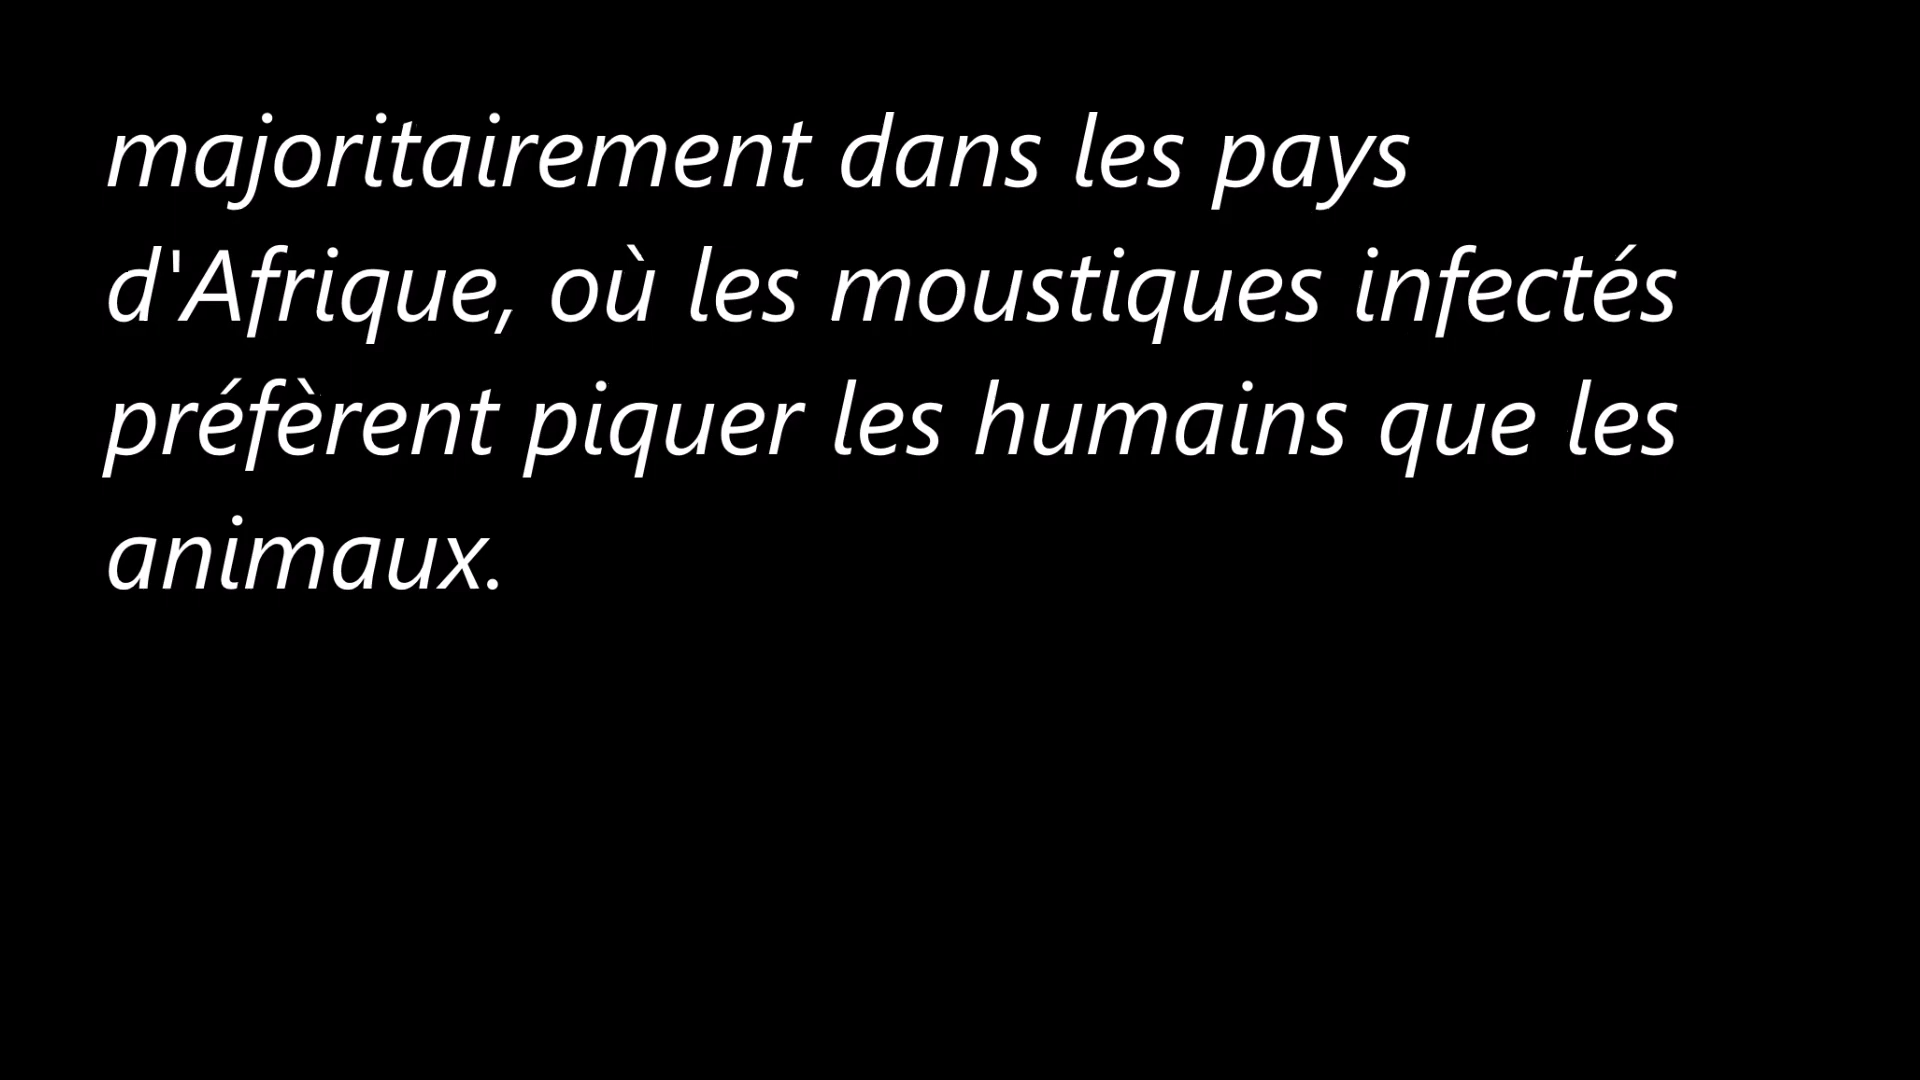 majoritairement dans les pays
d'Afrique, où les moustiques infectés
préfèrent piquer les humains que les
animaux.